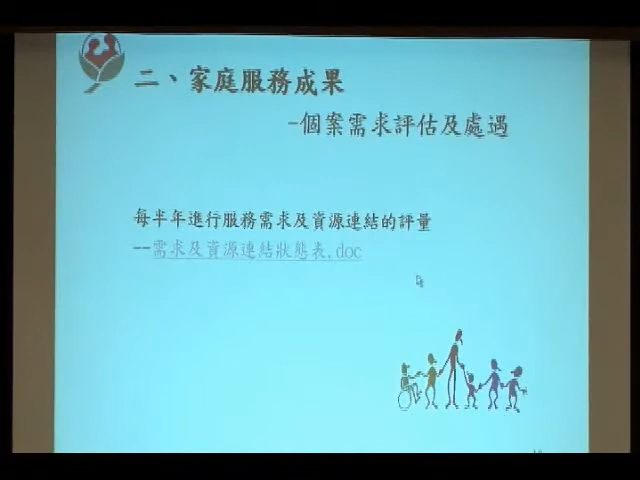 二、家庭服務成果
-個案需求評估及處遇
每半年進行服務需求及資源連結的評量
--需求及資源連結狀態表.doc